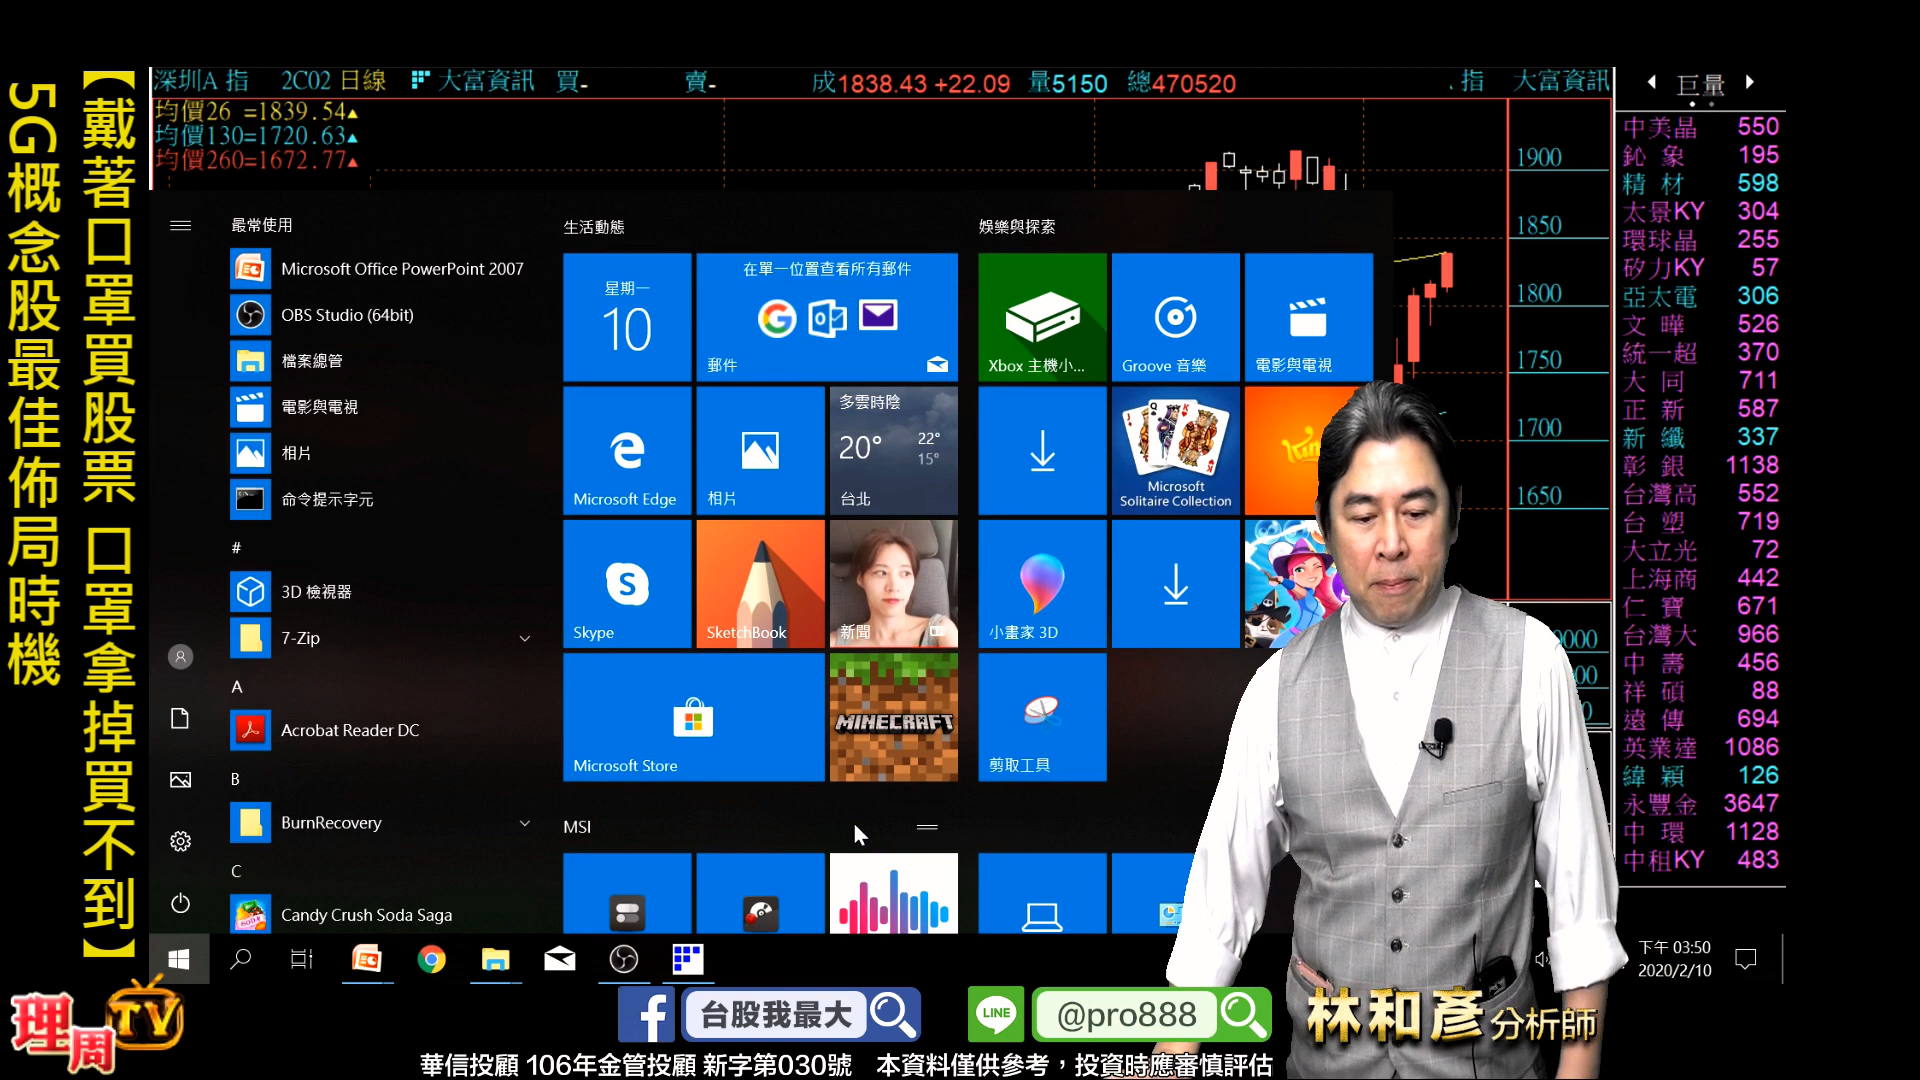 【戴著口罩買股票 口罩拿掉買不到】
5G概念股最佳佈局時機
深圳A 指 2C02 日線 大富資訊 買- 賣- 成1838.43 +22.09 量5150 總470520 指 大富資訊
均價26 =1839.54▲
均價130=1720.63▲
均價260=1672.77▲
1900
1850
1800
1750
1700
1650
巨量
中美晶 550
鈊 象 195
精 材 598
太景KY 304
環球晶 255
矽力KY 57
亞太電 306
文 曄 526
統一超 370
大 同 711
正 新 587
新 纖 337
彰 銀 1138
台灣高 552
台 塑 719
大立光 72
上海商 442
仁 寶 671
台灣大 966
中 壽 456
祥 碩 88
遠 傳 694
英業達 1086
緯 穎 126
永豐金 3647
中 環 1128
中租KY 483
最常使用
Microsoft Office PowerPoint 2007
OBS Studio (64bit)
檔案總管
電影與電視
相片
命令提示字元
#
3D 檢視器
7-Zip
A
Acrobat Reader DC
B
BurnRecovery
C
Candy Crush Soda Saga
生活動態
星期一
10
在單一位置查看所有郵件
郵件
Microsoft Edge
相片
多雲時陰
20° 22°
15°
台北
Skype
SketchBook
新聞
Microsoft Store
MINECRAFT
MSI
娛樂與探索
Xbox 主機小...
Groove 音樂
電影與電視
Microsoft
Solitaire Collection
小畫家 3D
剪取工具
下午 03:50
2020/2/10
理周TV
台股我最大
LINE
@pro888
林和彥 分析師
華信投顧 106年金管投顧 新字第030號 本資料僅供參考，投資時應審慎評估